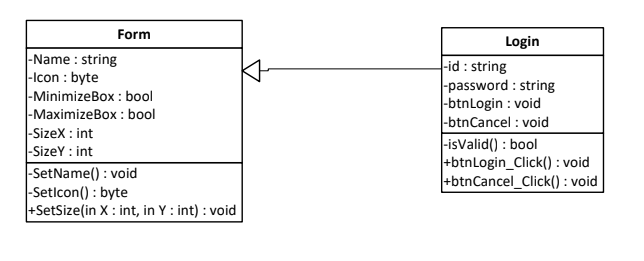 Form
-Name : string
-Icon : byte
-MinimizeBox : bool
-MaximizeBox : bool
-SizeX : int
-SizeY : int
-SetName() : void
-SetIcon() : byte
+SetSize(in X : int, in Y : int) : void
Login
-id : string
-password : string
-btnLogin : void
-btnCancel : void
-isValid() : bool
+btnLogin_Click() : void
+btnCancel_Click() : void